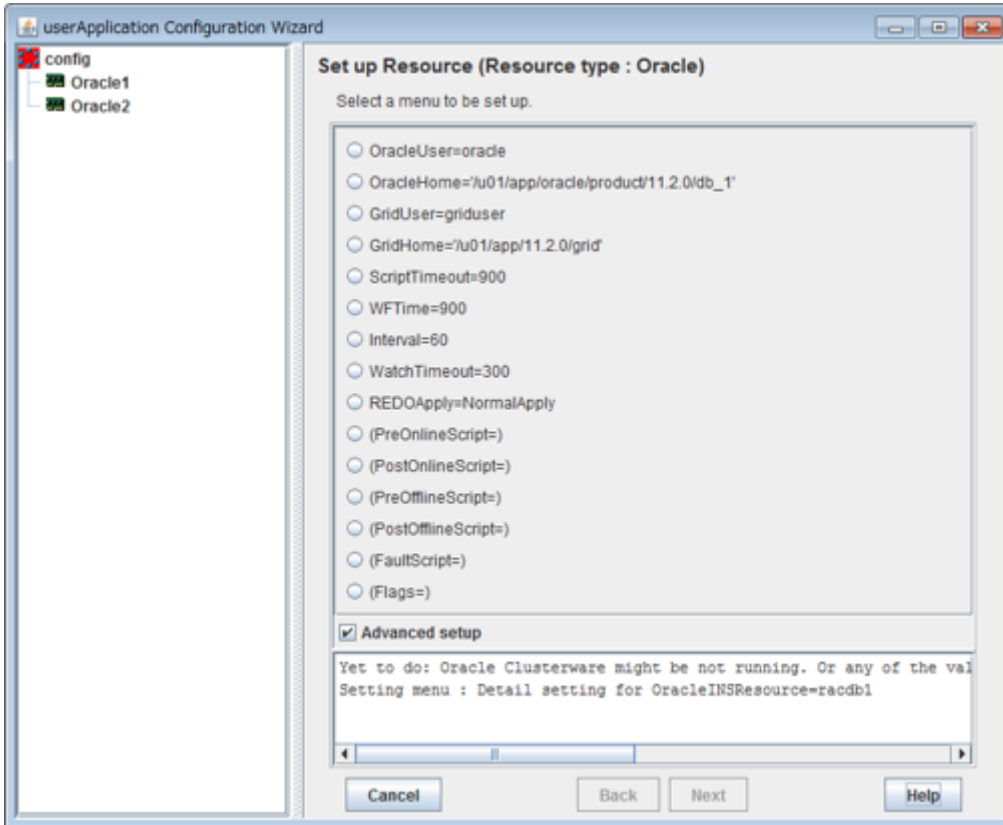 userApplication Configuration Wizard
config
Oracle1
Oracle2
Set up Resource (Resource type : Oracle)
Select a menu to be set up.
OracleUser=oracle
OracleHome='/u01/app/oracle/product/11.2.0/db_1'
GridUser=griduser
GridHome='/u01/app/11.2.0/grid'
ScriptTimeout=900
WFTime=900
Interval=60
WatchTimeout=300
REDOApply=NormalApply
(PreOnlineScript=)
(PostOnlineScript=)
(PreOfflineScript=)
(PostOfflineScript=)
(FaultScript=)
(Flags=)
Advanced setup
Yet to do: Oracle Clusterware might be not running. Or any of the val
Setting menu : Detail setting for OracleINSResource=racdb1
Cancel
Back
Next
Help